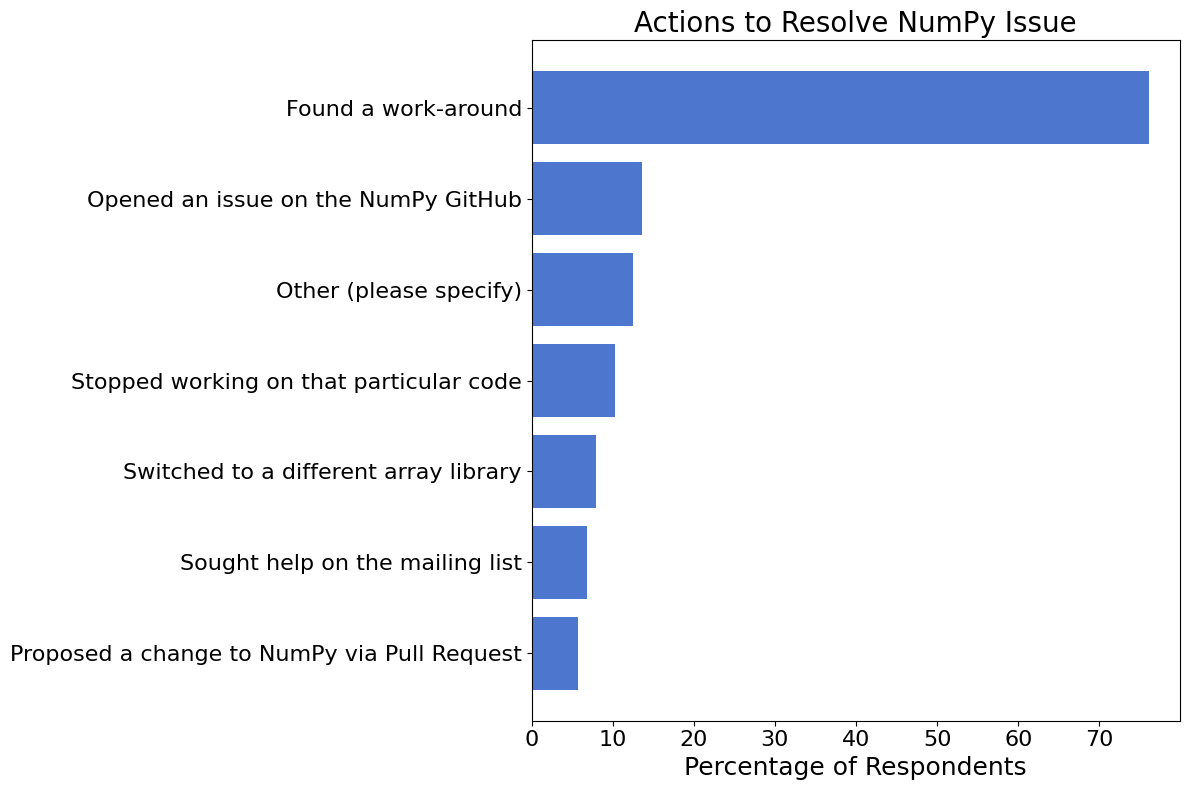 Actions to Resolve NumPy Issue
Found a work-around
Opened an issue on the NumPy GitHub
Other (please specify)
Stopped working on that particular code
Switched to a different array library
Sought help on the mailing list
Proposed a change to NumPy via Pull Request
0 10 20 30 40 50 60 70
Percentage of Respondents